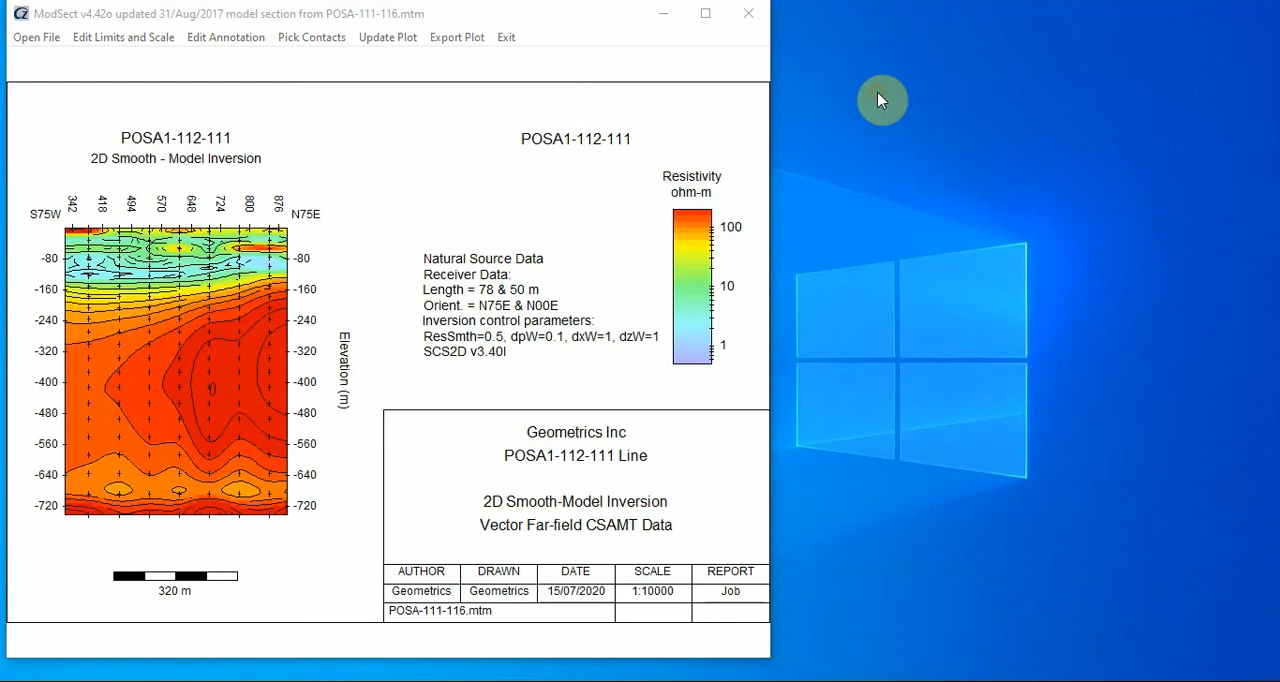 ModSect v4.42o updated 31/Aug/2017 model section from POSA-111-116.mtm
Open File Edit Limits and Scale Edit Annotation Pick Contacts Update Plot Export Plot Exit
POSA1-112-111
2D Smooth - Model Inversion
POSA1-112-111
Resistivity
ohm-m
100
10
1
S75W 342 418 494 570 648 724 800 876 N75E
-80 -80
-160 -160
-240 -240
-320 -320
-400 -400
-480 -480
-560 -560
-640 -640
-720 -720
Elevation (m)
320 m
Natural Source Data
Receiver Data:
Length = 78 & 50 m
Orient. = N75E & N00E
Inversion control parameters:
ResSmth=0.5, dpW=0.1, dxW=1, dzW=1
SCS2D v3.40l
Geometrics Inc
POSA1-112-111 Line
2D Smooth-Model Inversion
Vector Far-field CSAMT Data
AUTHOR DRAWN DATE SCALE REPORT
Geometrics Geometrics 15/07/2020 1:10000 Job
POSA-111-116.mtm